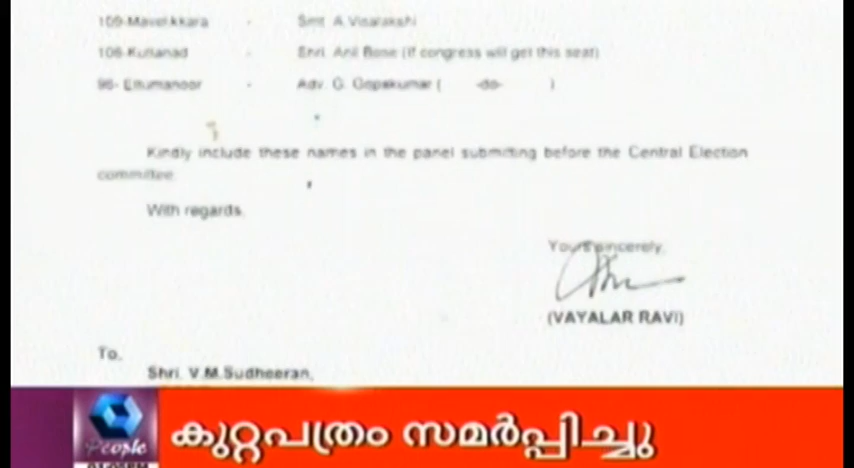 109-Mavelikkara - Smt. A.Visalakshi
106-Kuttanad - Shri. Anil Bose (If congress will get this seat)
96- Ettumanoor - Adv. G. Gopakumar ( -do- )
Kindly include these names in the panel submitting before the Central Election
committee.
With regards.
Yours sincerely,
(VAYALAR RAVI)
To,
Shri. V.M.Sudheeran,
People
കുറ്റപത്രം സമർപ്പിച്ചു